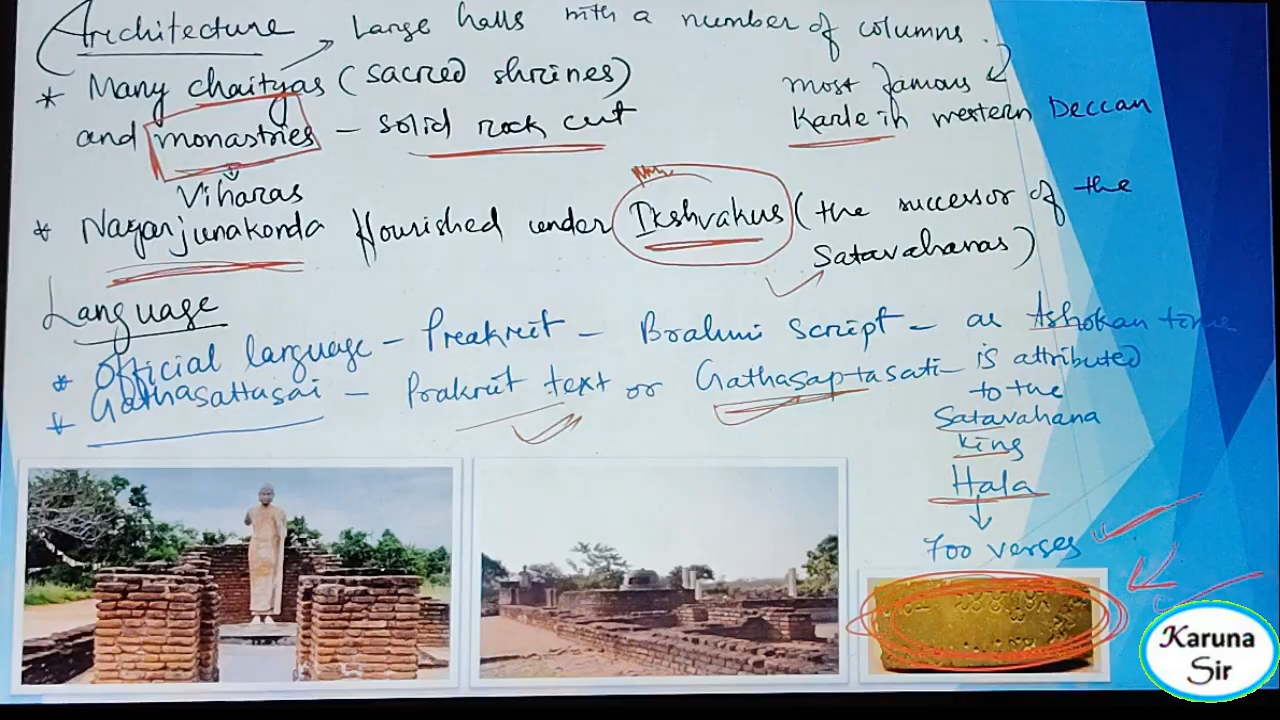 Architecture → Large halls with a number of columns.
* Many chaityas (sacred shrines)
most famous
Karle in western Deccan
and monastries – solid rock cut
Viharas
* Nagarjunakonda flourished under Ikshvakus (the successor of the
Satavahanas)
Language
* Official language – Preakreit – Brahmi script – as Ashokan time
* Gathasattasai – Prakreit text or Gathasaptasati is attributed
to the
Satavahana
King
Hala
700 verses
Karuna
Sir